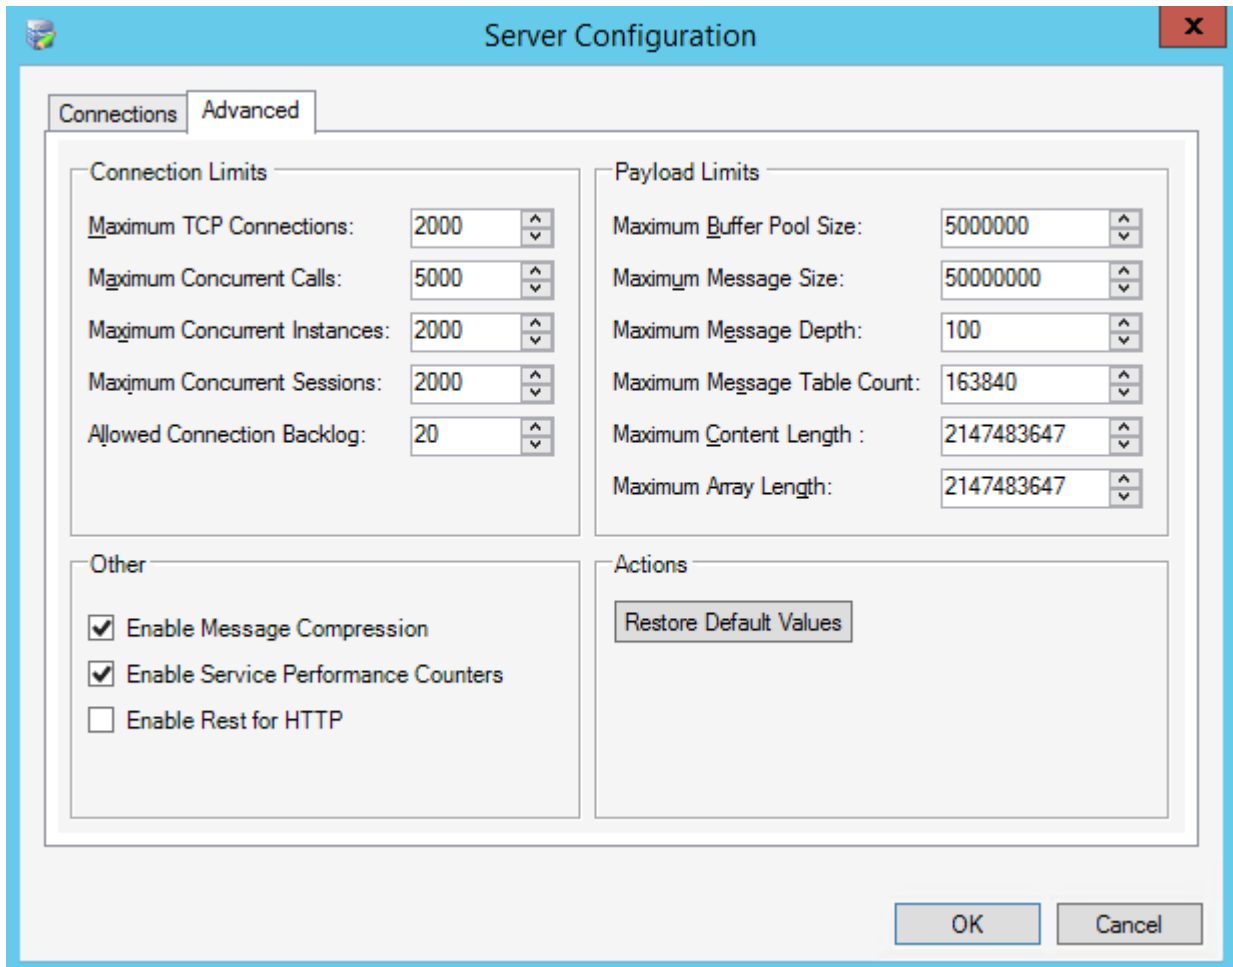 Server Configuration
x
Connections Advanced
Connection Limits
Maximum TCP Connections: 2000
Maximum Concurrent Calls: 5000
Maximum Concurrent Instances: 2000
Maximum Concurrent Sessions: 2000
Allowed Connection Backlog: 20
Payload Limits
Maximum Buffer Pool Size: 5000000
Maximum Message Size: 50000000
Maximum Message Depth: 100
Maximum Message Table Count: 163840
Maximum Content Length : 2147483647
Maximum Array Length: 2147483647
Other
Enable Message Compression
Enable Service Performance Counters
Enable Rest for HTTP
Actions
Restore Default Values
OK Cancel